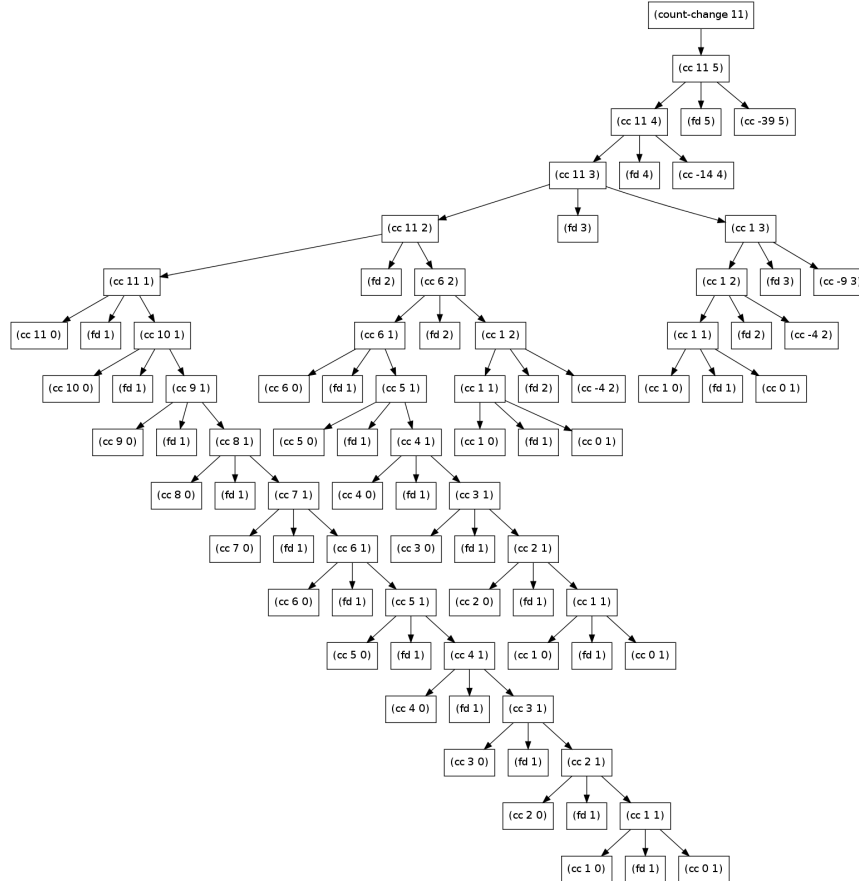 (count-change 11)
(cc 11 5)
(cc 11 4)
(fd 5)
(cc -39 5)
(cc 11 3)
(fd 4)
(cc -14 4)
(cc 11 2)
(fd 3)
(cc 1 3)
(cc 11 1)
(fd 2)
(cc 6 2)
(cc 1 2)
(fd 3)
(cc -9 3)
(cc 11 0)
(fd 1)
(cc 10 1)
(cc 6 1)
(fd 2)
(cc 1 2)
(cc 1 1)
(fd 2)
(cc -4 2)
(cc 10 0)
(fd 1)
(cc 9 1)
(cc 6 0)
(fd 1)
(cc 5 1)
(cc 1 1)
(fd 2)
(cc -4 2)
(cc 1 0)
(fd 1)
(cc 0 1)
(cc 9 0)
(fd 1)
(cc 8 1)
(cc 5 0)
(fd 1)
(cc 4 1)
(cc 1 0)
(fd 1)
(cc 0 1)
(cc 8 0)
(fd 1)
(cc 7 1)
(cc 4 0)
(fd 1)
(cc 3 1)
(cc 7 0)
(fd 1)
(cc 6 1)
(cc 3 0)
(fd 1)
(cc 2 1)
(cc 6 0)
(fd 1)
(cc 5 1)
(cc 2 0)
(fd 1)
(cc 1 1)
(cc 5 0)
(fd 1)
(cc 4 1)
(cc 1 0)
(fd 1)
(cc 0 1)
(cc 4 0)
(fd 1)
(cc 3 1)
(cc 3 0)
(fd 1)
(cc 2 1)
(cc 2 0)
(fd 1)
(cc 1 1)
(cc 1 0)
(fd 1)
(cc 0 1)